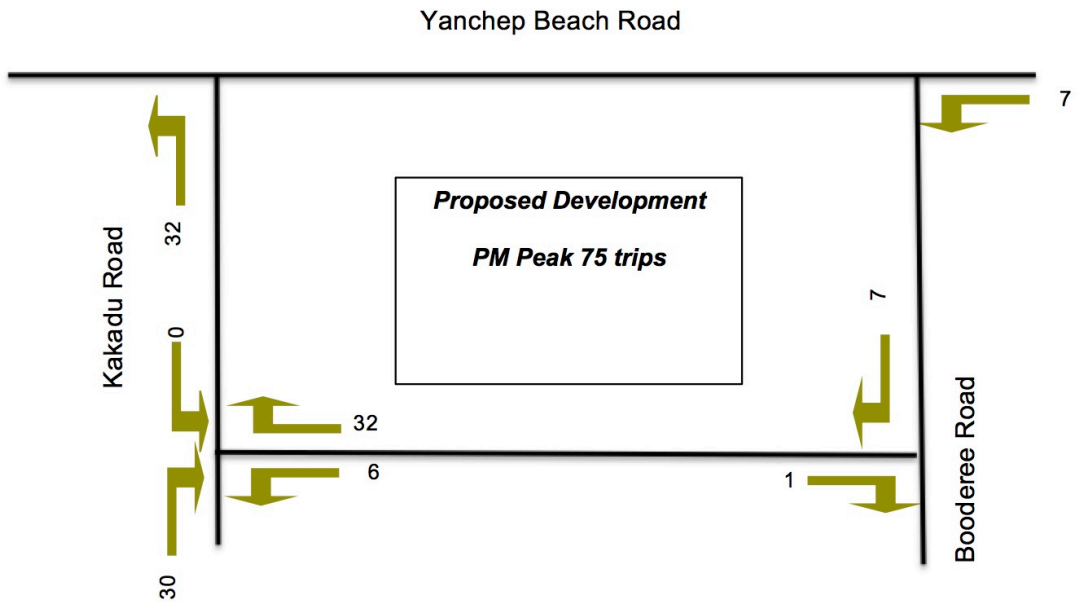 Yanchep Beach Road
7
Proposed Development
PM Peak 75 trips
32
Kakadu Road
0
7
32
6
1
Booderee Road
30